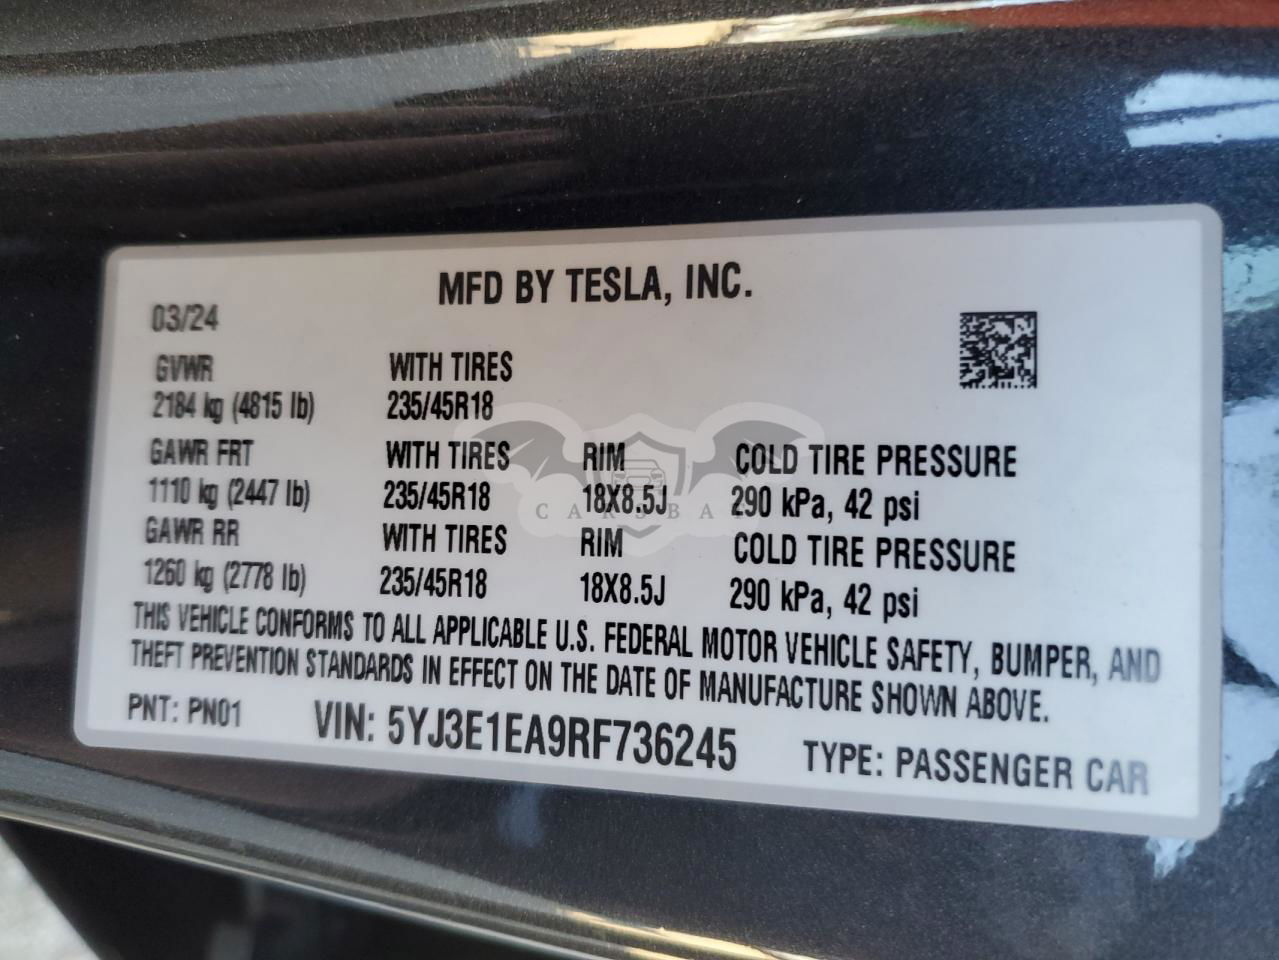 MFD BY TESLA, INC.
03/24
GVWR WITH TIRES
2184 kg (4815 lb) 235/45R18
GAWR FRT WITH TIRES RIM COLD TIRE PRESSURE
1110 kg (2447 lb) 235/45R18 18X8.5J 290 kPa, 42 psi
CARSBAT
GAWR RR WITH TIRES RIM COLD TIRE PRESSURE
1260 kg (2778 lb) 235/45R18 18X8.5J 290 kPa, 42 psi
THIS VEHICLE CONFORMS TO ALL APPLICABLE U.S. FEDERAL MOTOR VEHICLE SAFETY, BUMPER, AND
THEFT PREVENTION STANDARDS IN EFFECT ON THE DATE OF MANUFACTURE SHOWN ABOVE.
PNT: PN01 VIN: 5YJ3E1EA9RF736245 TYPE: PASSENGER CAR